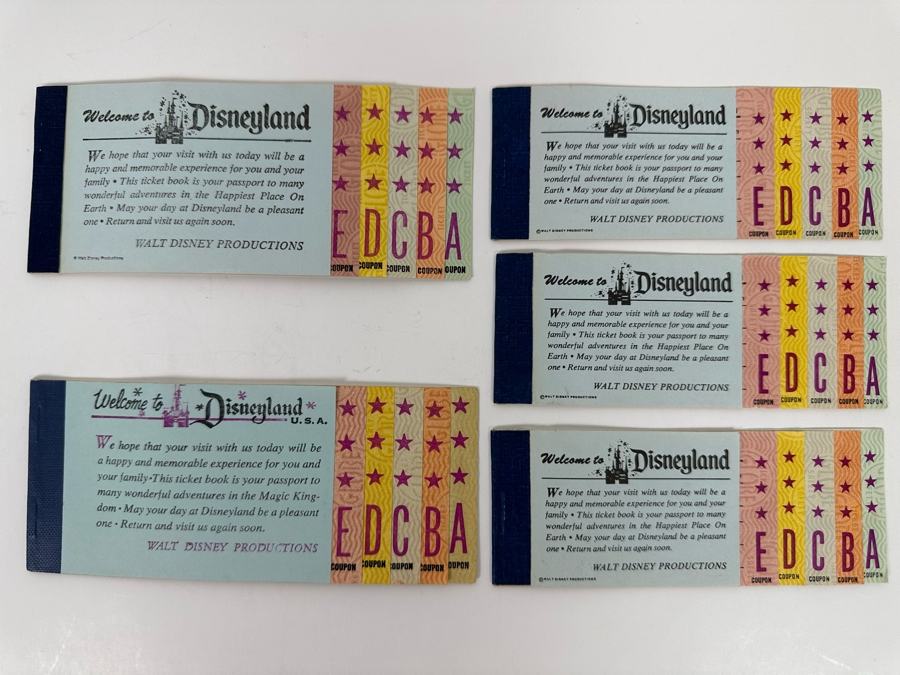 Welcome to Disneyland
We hope that your visit with us today will be a
happy and memorable experience for you and your
family • This ticket book is your passport to many
wonderful adventures in the Happiest Place On
Earth • May your day at Disneyland be a pleasant
one • Return and visit us again soon.
WALT DISNEY PRODUCTIONS
© Walt Disney Productions
E D C B A
COUPON COUPON COUPON COUPON COUPON
Welcome to Disneyland
U.S.A.
We hope that your visit with us today will be
a happy and memorable experience for you and
your family•This ticket book is your passport to
many wonderful adventures in the Magic King-
dom • May your day at Disneyland be a pleasant
one • Return and visit us again soon.
WALT DISNEY PRODUCTIONS
E D C B A
COUPON COUPON COUPON COUPON COUPON
Welcome to Disneyland
We hope that your visit with us today will be a
happy and memorable experience for you and your
family • This ticket book is your passport to many
wonderful adventures in the Happiest Place On
Earth • May your day at Disneyland be a pleasant
one • Return and visit us again soon.
WALT DISNEY PRODUCTIONS
©WALT DISNEY PRODUCTIONS
E D C B A
COUPON COUPON COUPON COUPON COUPON
Welcome to Disneyland
We hope that your visit with us today will be a
happy and memorable experience for you and your
family • This ticket book is your passport to many
wonderful adventures in the Happiest Place On
Earth • May your day at Disneyland be a pleasant
one • Return and visit us again soon.
WALT DISNEY PRODUCTIONS
©WALT DISNEY PRODUCTIONS
E D C B A
COUPON COUPON COUPON COUPON COUPON
Welcome to Disneyland
We hope that your visit with us today will be a
happy and memorable experience for you and your
family • This ticket book is your passport to many
wonderful adventures in the Happiest Place On
Earth • May your day at Disneyland be a pleasant
one • Return and visit us again soon.
WALT DISNEY PRODUCTIONS
©WALT DISNEY PRODUCTIONS
E D C B A
COUPON COUPON COUPON COUPON COUPON